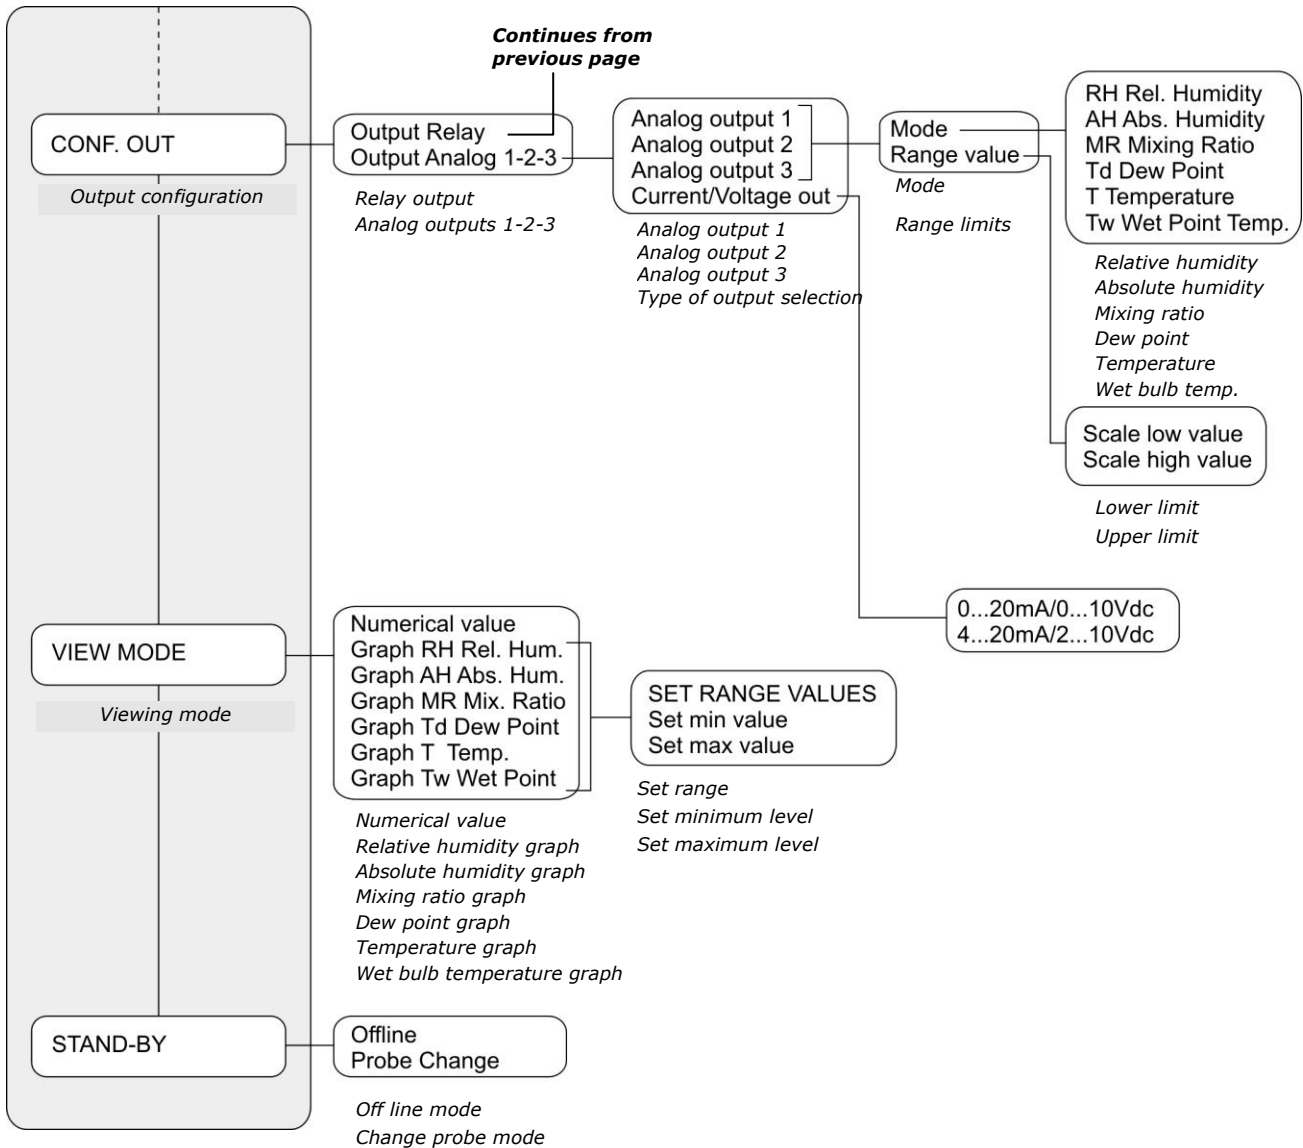 Continues from
previous page
CONF. OUT
Output configuration
Output Relay
Output Analog 1-2-3
Relay output
Analog outputs 1-2-3
Analog output 1
Analog output 2
Analog output 3
Current/Voltage out
Analog output 1
Analog output 2
Analog output 3
Type of output selection
Mode
Range value
Mode
Range limits
RH Rel. Humidity
AH Abs. Humidity
MR Mixing Ratio
Td Dew Point
T Temperature
Tw Wet Point Temp.
Relative humidity
Absolute humidity
Mixing ratio
Dew point
Temperature
Wet bulb temp.
Scale low value
Scale high value
Lower limit
Upper limit
0...20mA/0...10Vdc
4...20mA/2...10Vdc
VIEW MODE
Viewing mode
Numerical value
Graph RH Rel. Hum.
Graph AH Abs. Hum.
Graph MR Mix. Ratio
Graph Td Dew Point
Graph T Temp.
Graph Tw Wet Point
Numerical value
Relative humidity graph
Absolute humidity graph
Mixing ratio graph
Dew point graph
Temperature graph
Wet bulb temperature graph
SET RANGE VALUES
Set min value
Set max value
Set range
Set minimum level
Set maximum level
STAND-BY
Offline
Probe Change
Off line mode
Change probe mode